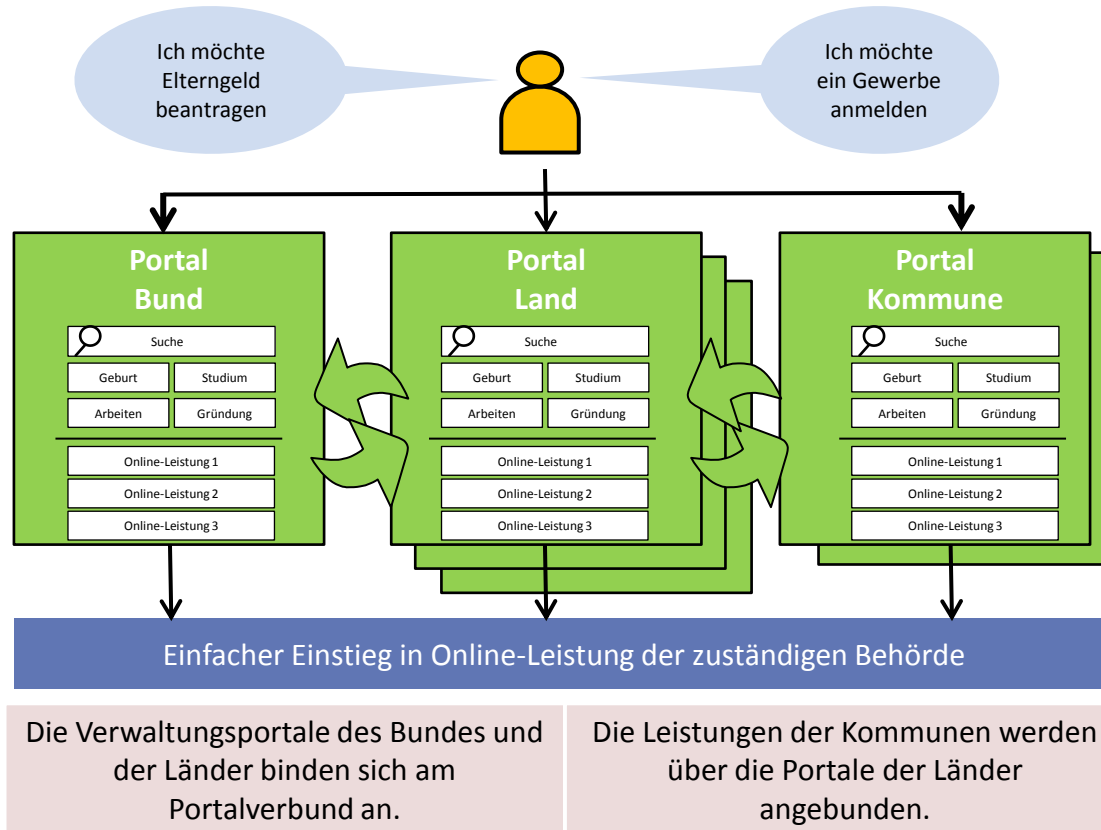 Ich möchte
Elterngeld
beantragen
Ich möchte
ein Gewerbe
anmelden
Portal
Bund
Suche
Geburt
Studium
Arbeiten
Gründung
Online-Leistung 1
Online-Leistung 2
Online-Leistung 3
Portal
Land
Suche
Geburt
Studium
Arbeiten
Gründung
Online-Leistung 1
Online-Leistung 2
Online-Leistung 3
Portal
Kommune
Suche
Geburt
Studium
Arbeiten
Gründung
Online-Leistung 1
Online-Leistung 2
Online-Leistung 3
Einfacher Einstieg in Online-Leistung der zuständigen Behörde
Die Verwaltungsportale des Bundes und
der Länder binden sich am
Portalverbund an.
Die Leistungen der Kommunen werden
über die Portale der Länder
angebunden.